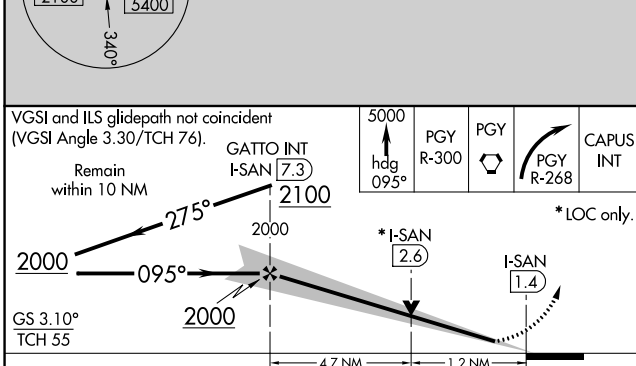 5400
340°
VGSI and ILS glidepath not coincident
(VGSI Angle 3.30/TCH 76).
GATTO INT
I-SAN 7.3
Remain
within 10 NM
2100
275°
2000
2000
095°
2000
GS 3.10°
TCH 55
* I-SAN
2.6
I-SAN
1.4
4.7 NM
1.2 NM
5000
hdg
095°
PGY
R-300
PGY
PGY
R-268
CAPUS
INT
* LOC only.